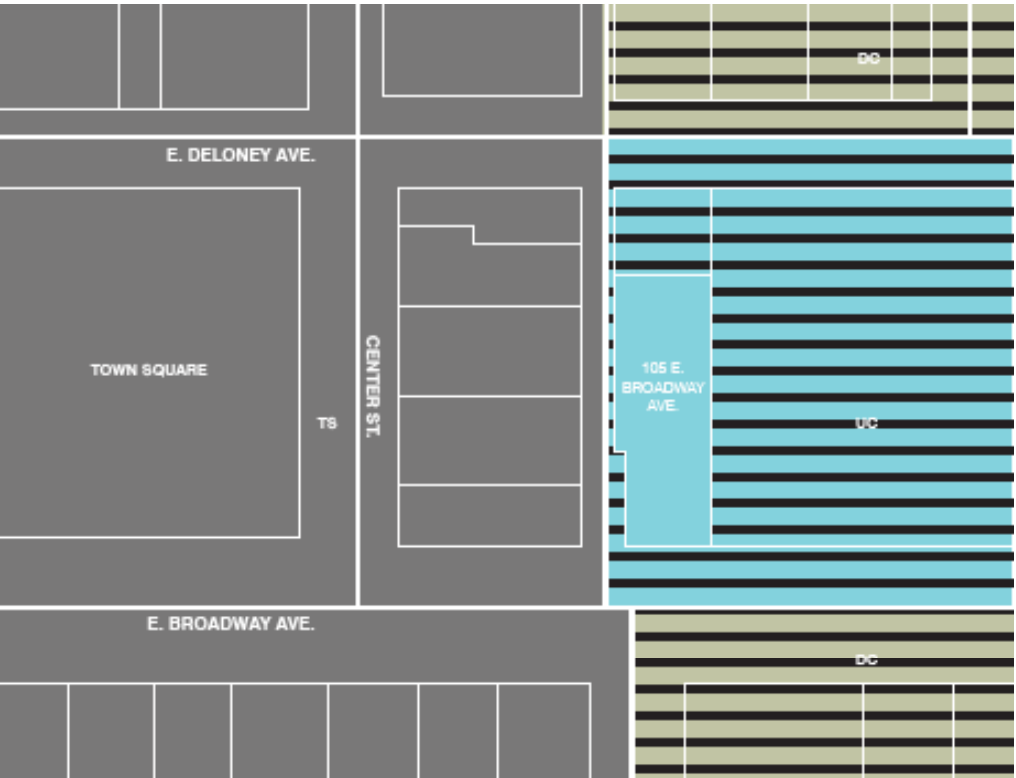 DC
E. DELONEY AVE.
TOWN SQUARE
TS
CENTER ST.
105 E.
BROADWAY
AVE.
UC
E. BROADWAY AVE.
DC